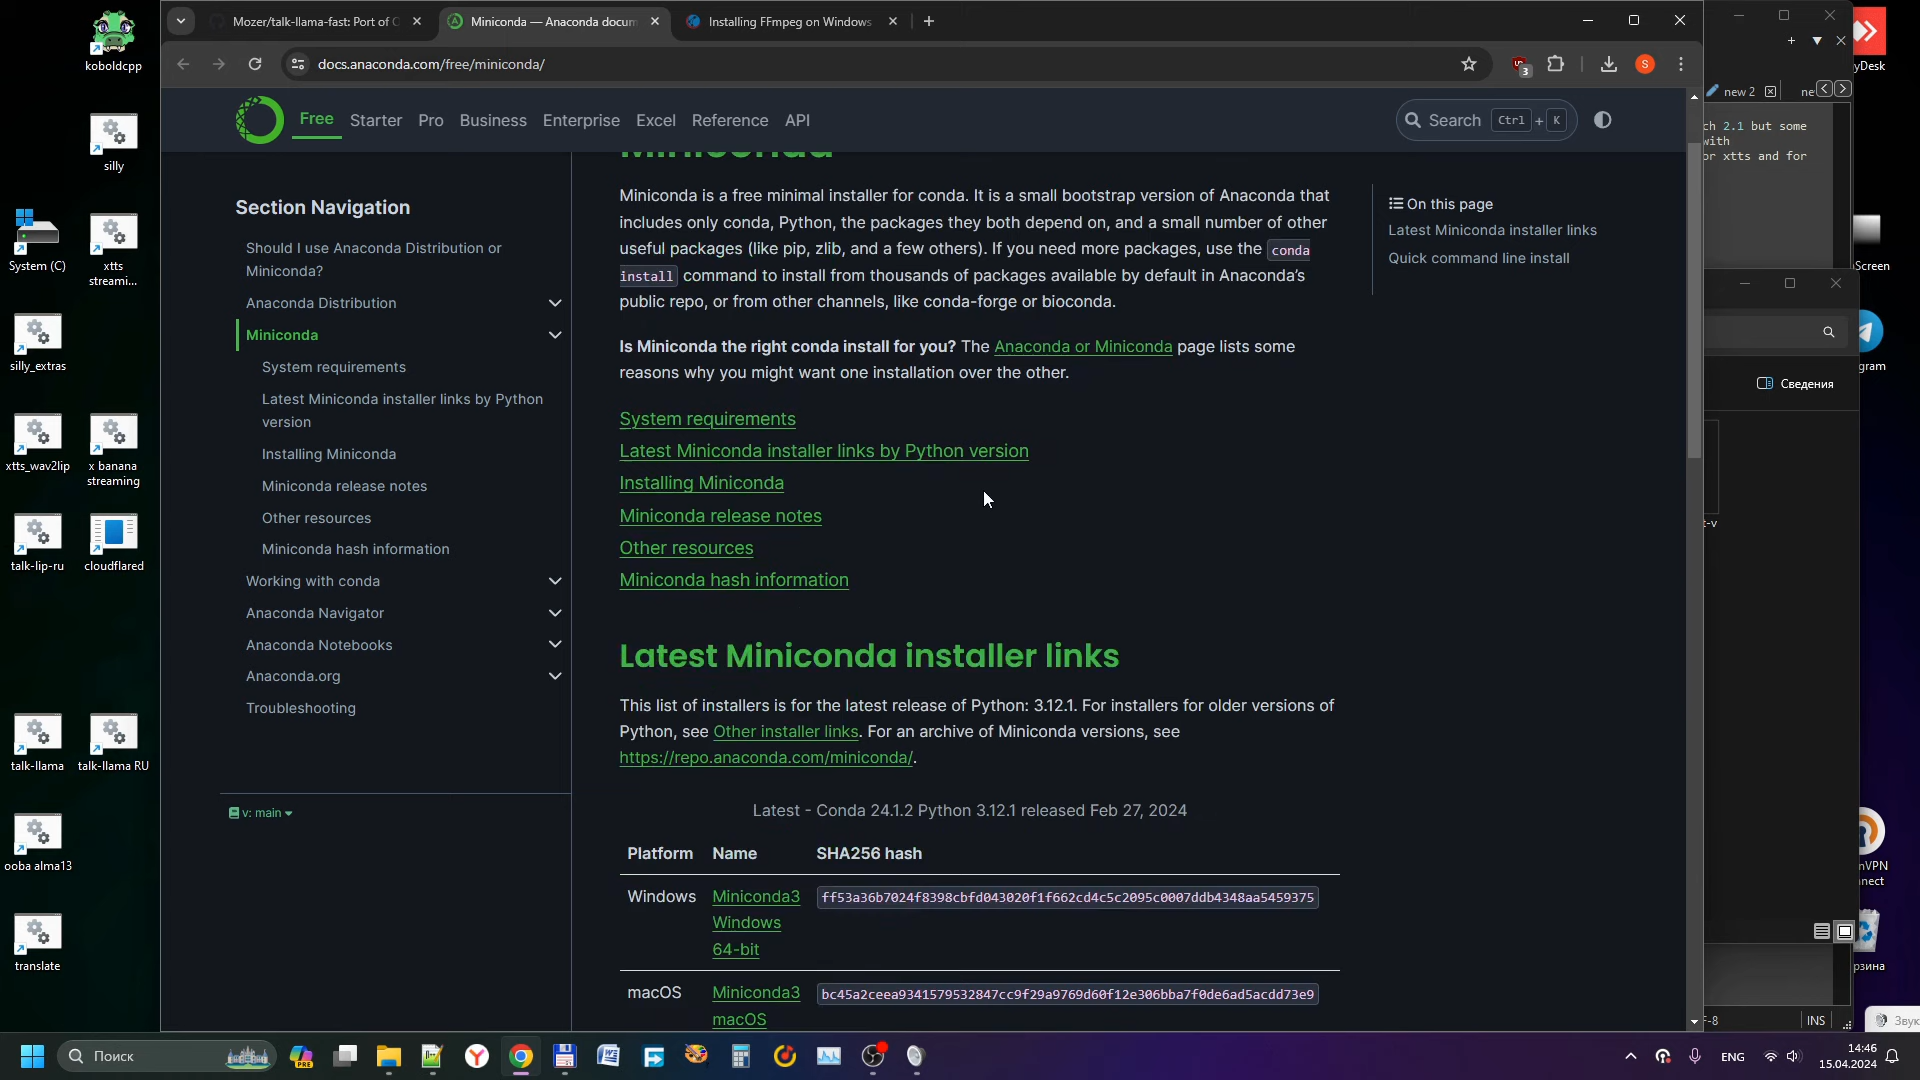 Mozer/talk-llama-fast: Port of C
Miniconda — Anaconda docum
Installing FFmpeg on Windows
docs.anaconda.com/free/miniconda/
3
Free
Starter
Pro
Business
Enterprise
Excel
Reference
API
Search
Ctrl + K
Section Navigation
Should I use Anaconda Distribution or
Miniconda?
Anaconda Distribution
Miniconda
System requirements
Latest Miniconda installer links by Python
version
Installing Miniconda
Miniconda release notes
Other resources
Miniconda hash information
Working with conda
Anaconda Navigator
Anaconda Notebooks
Anaconda.org
Troubleshooting
v: main
Miniconda
Miniconda is a free minimal installer for conda. It is a small bootstrap version of Anaconda that
includes only conda, Python, the packages they both depend on, and a small number of other
useful packages (like pip, zlib, and a few others). If you need more packages, use the conda
install command to install from thousands of packages available by default in Anaconda’s
public repo, or from other channels, like conda-forge or bioconda.
Is Miniconda the right conda install for you? The Anaconda or Miniconda page lists some
reasons why you might want one installation over the other.
System requirements
Latest Miniconda installer links by Python version
Installing Miniconda
Miniconda release notes
Other resources
Miniconda hash information
Latest Miniconda installer links
This list of installers is for the latest release of Python: 3.12.1. For installers for older versions of
Python, see Other installer links. For an archive of Miniconda versions, see
https://repo.anaconda.com/miniconda/.
Latest - Conda 24.1.2 Python 3.12.1 released Feb 27, 2024
Platform Name SHA256 hash
Windows Miniconda3 ff53a36b7024f8398cbfd043020f1f662cd4c5c2095c0007ddb4348aa5459375
Windows
64-bit
macOS Miniconda3 bc45a2ceea9341579532847cc9f29a9769d60f12e306bba7f0de6ad5acdd73e9
macOS
On this page
Latest Miniconda installer links
Quick command line install
koboldcpp
silly
System (C)
xtts
streami...
silly_extras
xtts_wav2lip
x banana
streaming
talk-lip-ru
cloudflared
talk-llama
talk-llama RU
ooba alma13
translate
yDesk
new 2
ne
ch 2.1 but some
with
or xtts and for
Screen
gram
Сведения
t-v
nVPN
nect
рзина
F-8
INS
Звук
Поиск
PRE
ENG
14:46
15.04.2024